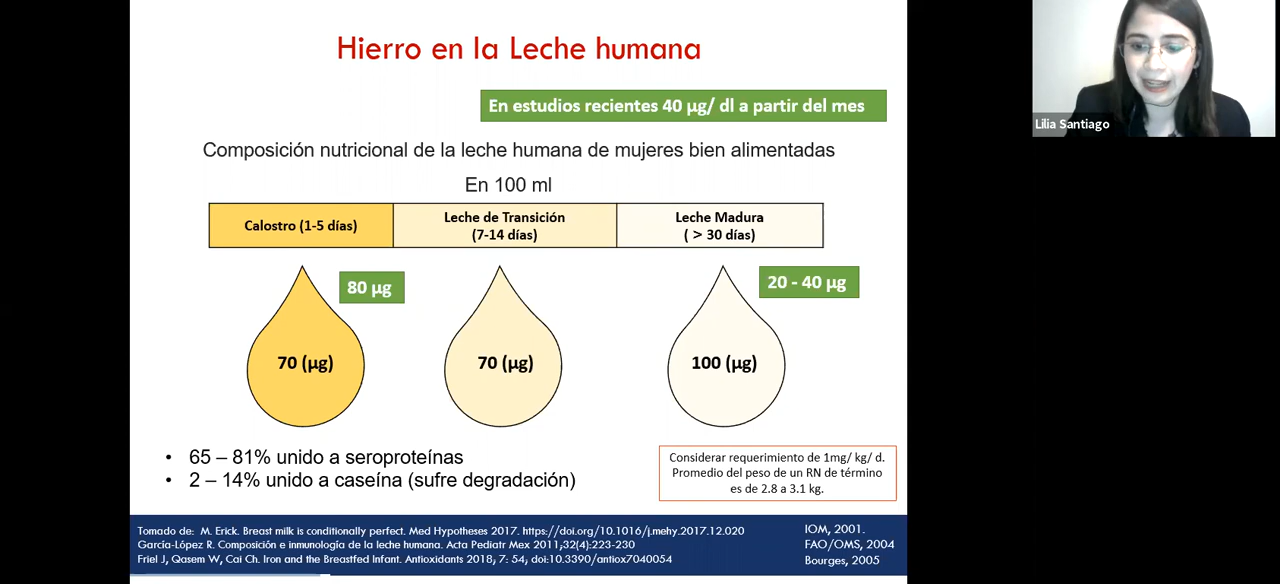 Hierro en la Leche humana
En estudios recientes 40 µg/ dl a partir del mes
Composición nutricional de la leche humana de mujeres bien alimentadas
En 100 ml
Calostro (1-5 días)
Leche de Transición
(7-14 días)
Leche Madura
( > 30 días)
80 µg
20 - 40 µg
70 (µg)
70 (µg)
100 (µg)
• 65 – 81% unido a seroproteínas
• 2 – 14% unido a caseína (sufre degradación)
Considerar requerimiento de 1mg/ kg/ d.
Promedio del peso de un RN de término
es de 2.8 a 3.1 kg.
Tomado de: M. Erick. Breast milk is conditionally perfect. Med Hypotheses 2017. https://doi.org/10.1016/j.mehy.2017.12.020
García-López R. Composición e inmunología de la leche humana. Acta Pediatr Mex 2011;32(4):223-230
Friel J, Qasem W, Cai Ch. Iron and the Breastfed Infant. Antioxidants 2018; 7: 54; doi:10.3390/antiox7040054
IOM, 2001.
FAO/OMS, 2004
Bourges, 2005
Lilia Santiago